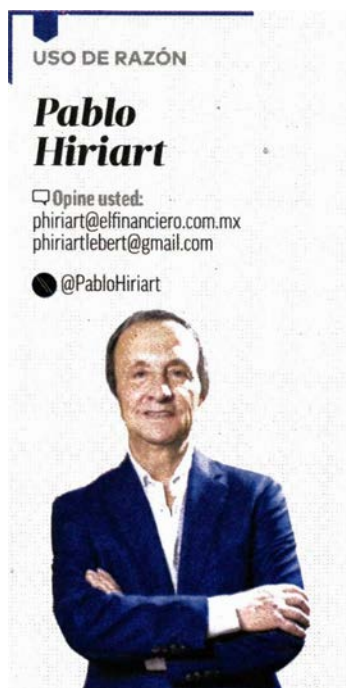 USO DE RAZÓN
Pablo
Hiriart
Opine usted:
phiriart@elfinanciero.com.mx
phiriartlebert@gmail.com
@PabloHiriart